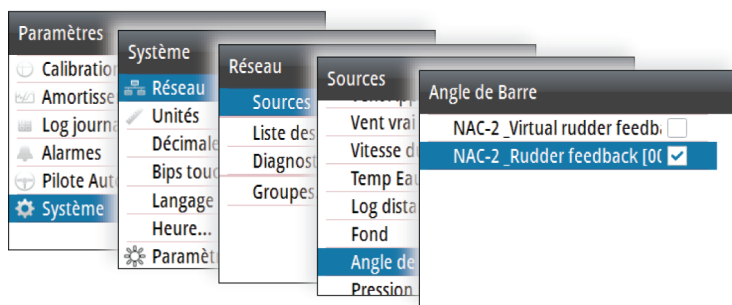 Paramètres
Calibration
Amortisse
Log journa
Alarmes
Pilote Aut
Système
Système
Réseau
Unités
Décimale
Bips touc
Langage
Heure...
Paramèt
Réseau
Sources
Liste des
Diagnost
Groupes
Sources
Vent vrai
Vitesse d
Temp Eau
Log dista
Fond
Angle de
Pression
Angle de Barre
NAC-2 _Virtual rudder feedb
NAC-2 _Rudder feedback [00